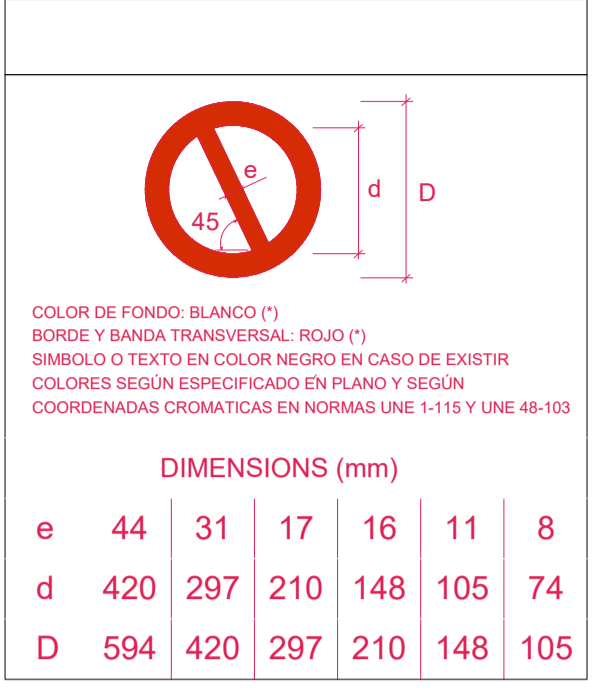 e
d
D
45
COLOR DE FONDO: BLANCO (*)
BORDE Y BANDA TRANSVERSAL: ROJO (*)
SIMBOLO O TEXTO EN COLOR NEGRO EN CASO DE EXISTIR
COLORES SEGÚN ESPECIFICADO EN PLANO Y SEGÚN
COORDENADAS CROMATICAS EN NORMAS UNE 1-115 Y UNE 48-103
DIMENSIONS (mm)
e 44 31 17 16 11 8
d 420 297 210 148 105 74
D 594 420 297 210 148 105